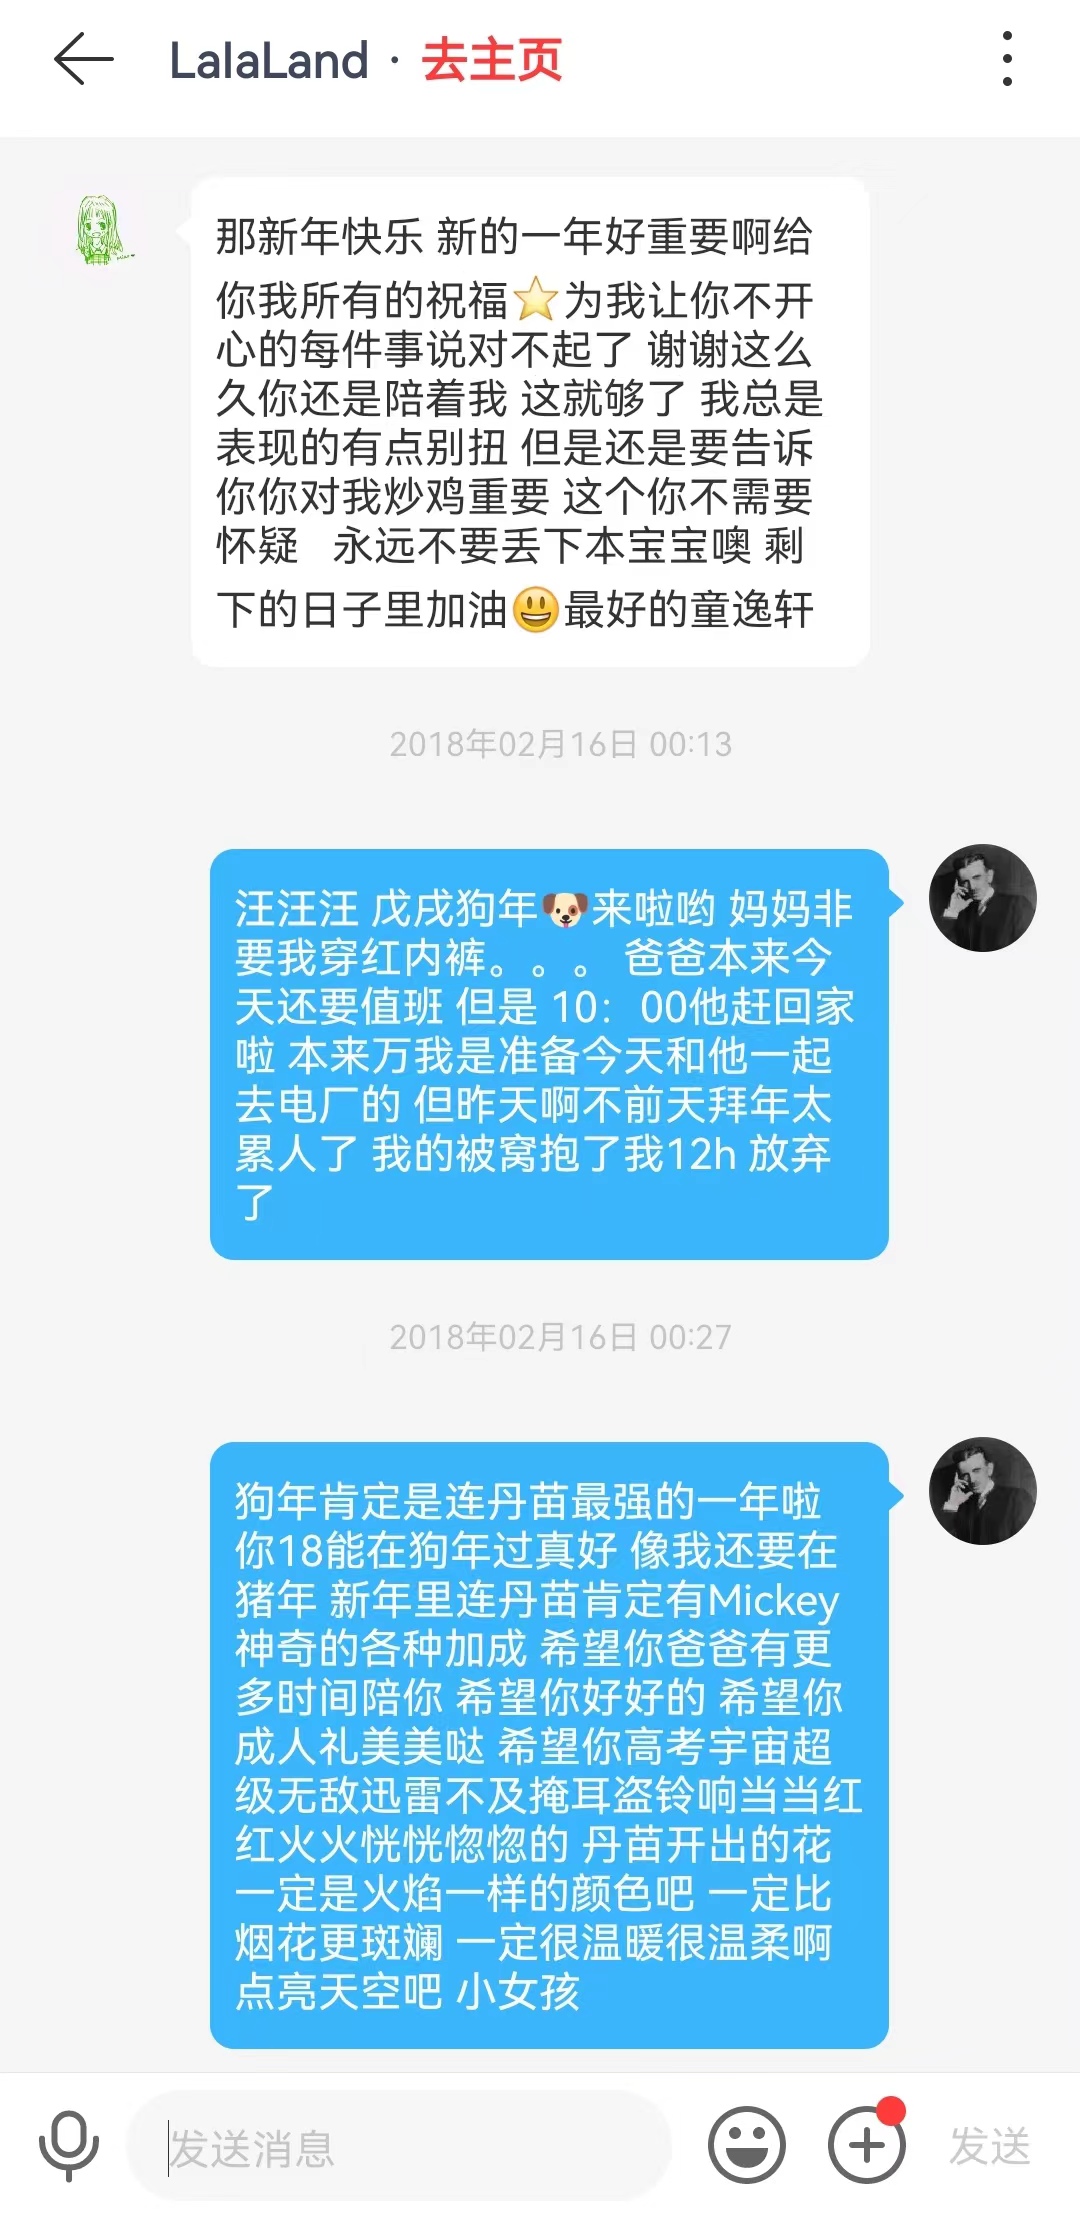 LalaLand · 去主页
那新年快乐 新的一年好重要啊给
你我所有的祝福⭐为我让你不开
心的每件事说对不起了 谢谢这么
久你还是陪着我 这就够了 我总是
表现的有点别扭 但是还是要告诉
你你对我炒鸡重要 这个你不需要
怀疑   永远不要丢下本宝宝噢 剩
下的日子里加油😃最好的童逸轩
2018年02月16日 00:13
汪汪汪 戊戌狗年🐶来啦哟 妈妈非
要我穿红内裤。。。 爸爸本来今
天还要值班 但是 10：00他赶回家
啦 本来万我是准备今天和他一起
去电厂的 但昨天啊不前天拜年太
累人了 我的被窝抱了我12h 放弃
了
2018年02月16日 00:27
狗年肯定是连丹苗最强的一年啦
你18能在狗年过真好 像我还要在
猪年 新年里连丹苗肯定有Mickey
神奇的各种加成 希望你爸爸有更
多时间陪你 希望你好好的 希望你
成人礼美美哒 希望你高考宇宙超
级无敌迅雷不及掩耳盗铃响当当红
红火火恍恍惚惚的 丹苗开出的花
一定是火焰一样的颜色吧 一定比
烟花更斑斓 一定很温暖很温柔啊
点亮天空吧 小女孩
发送消息
发送